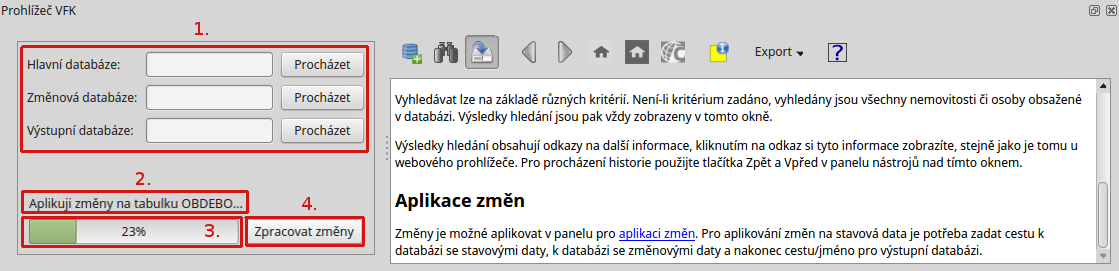 Prohlížeč VFK
1.
Hlavní databáze:
Procházet
Změnová databáze:
Procházet
Výstupní databáze:
Procházet
2.
Aplikuji změny na tabulku OBDEBO...
23%
3.
4.
Zpracovat změny
Export
?
Vyhledávat lze na základě různých kritérií. Není-li kritérium zadáno, vyhledány jsou všechny nemovitosti či osoby obsažené
v databázi. Výsledky hledání jsou pak vždy zobrazeny v tomto okně.
Výsledky hledání obsahují odkazy na další informace, kliknutím na odkaz si tyto informace zobrazíte, stejně jako je tomu u
webového prohlížeče. Pro procházení historie použijte tlačítka Zpět a Vpřed v panelu nástrojů nad tímto oknem.
Aplikace změn
Změny je možné aplikovat v panelu pro aplikaci změn. Pro aplikování změn na stavová data je potřeba zadat cestu k
databázi se stavovými daty, k databázi se změnovými daty a nakonec cestu/jméno pro výstupní databázi.